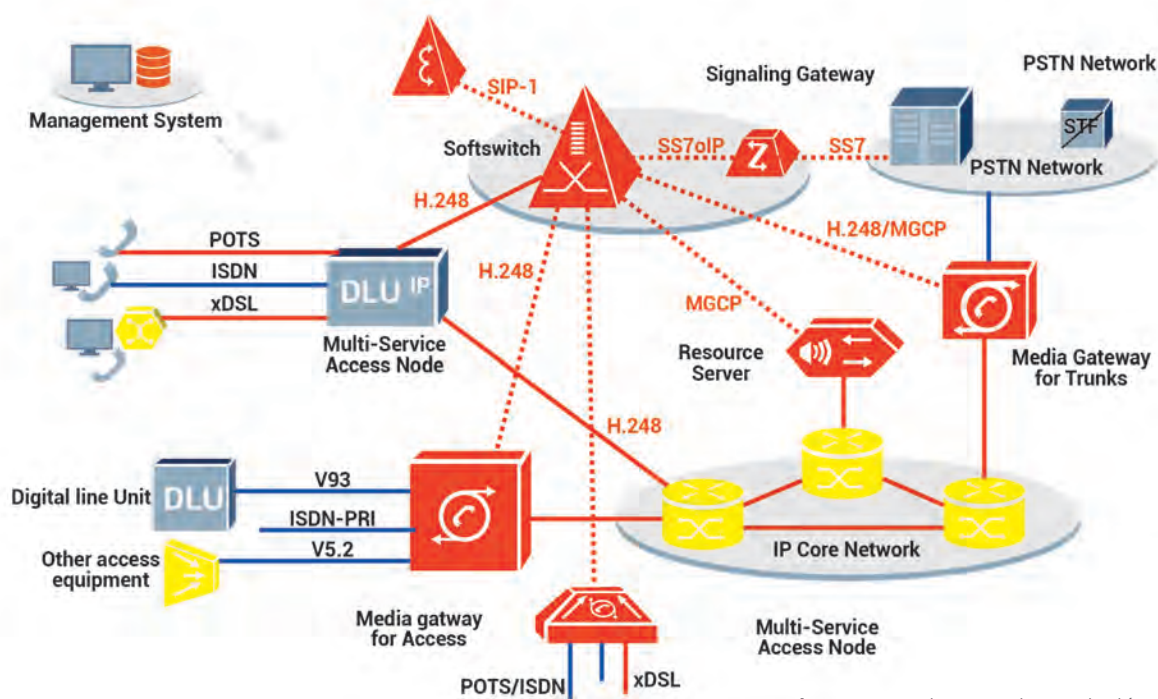 Management System
SIP-1
Signaling Gateway
PSTN Network
STF
Softswitch
SS7oIP
SS7
PSTN Network
H.248
H.248/MGCP
POTS
ISDN
xDSL
DLU IP
H.248
MGCP
Multi-Service
Access Node
Resource
Server
Media Gateway
for Trunks
H.248
Digital line Unit
DLU
V93
ISDN-PRI
V5.2
Other access
equipment
IP Core Network
Media gatway
for Access
Multi-Service
Access Node
POTS/ISDN
xDSL